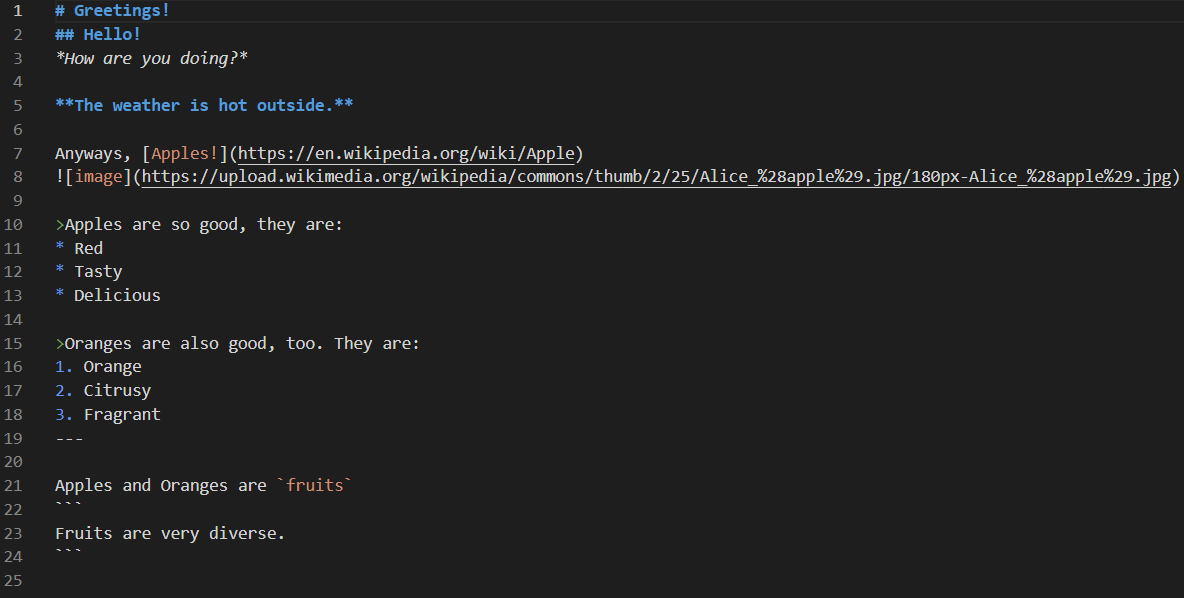 1 # Greetings!
2 ## Hello!
3 *How are you doing?*
4
5 **The weather is hot outside.**
6
7 Anyways, [Apples!](https://en.wikipedia.org/wiki/Apple)
8 ![image](https://upload.wikimedia.org/wikipedia/commons/thumb/2/25/Alice_%28apple%29.jpg/180px-Alice_%28apple%29.jpg)
9
10 >Apples are so good, they are:
11 * Red
12 * Tasty
13 * Delicious
14
15 >Oranges are also good, too. They are:
16 1. Orange
17 2. Citrusy
18 3. Fragrant
19 ---
20
21 Apples and Oranges are `fruits`
22 ```
23 Fruits are very diverse.
24 ```
25